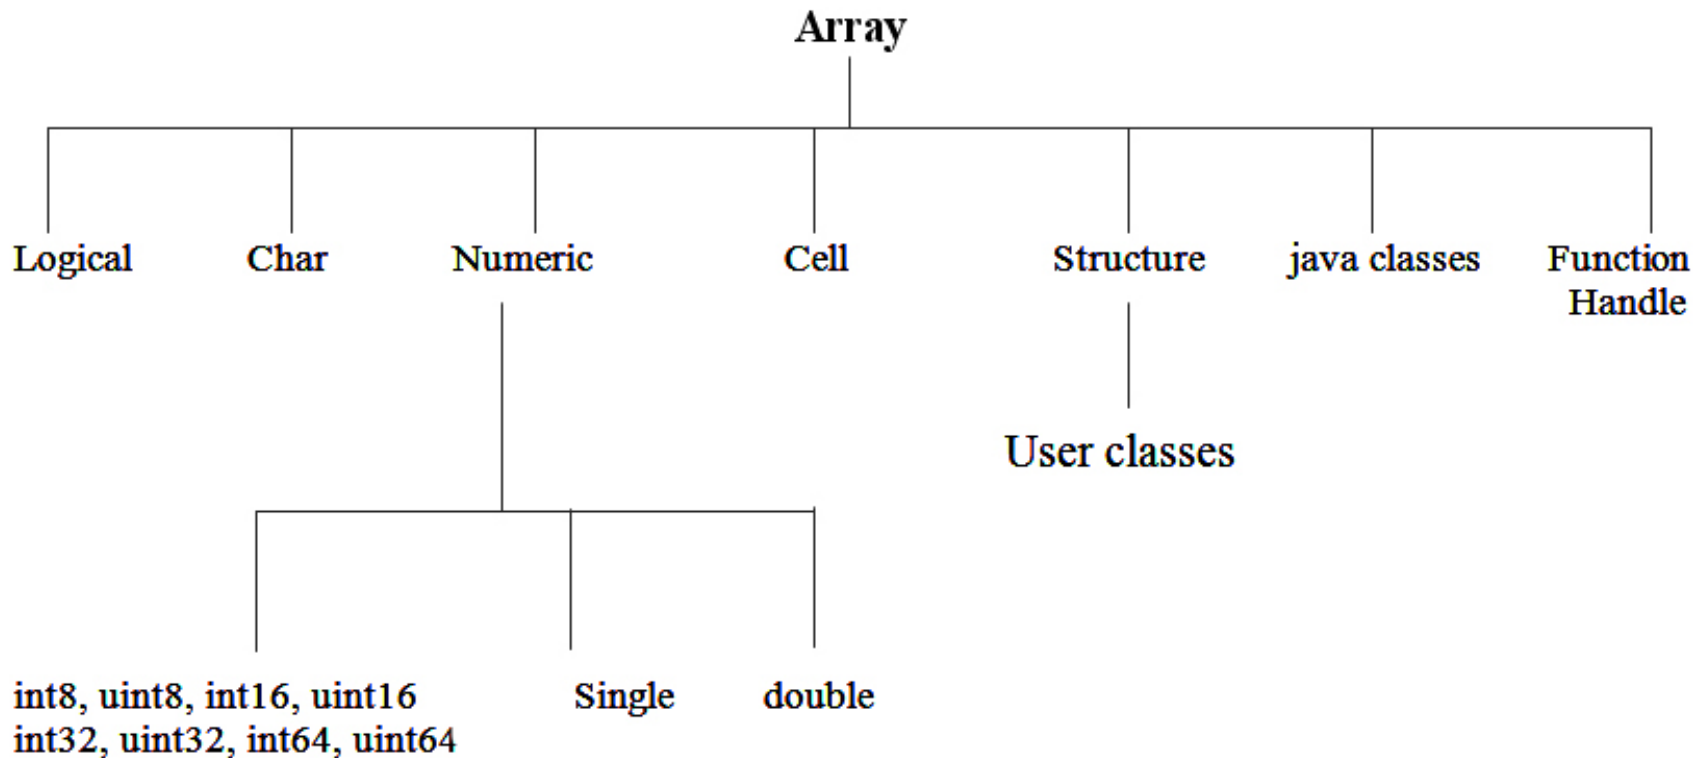 Array
Logical
Char
Numeric
Cell
Structure
java classes
Function
Handle
User classes
int8, uint8, int16, uint16
int32, uint32, int64, uint64
Single
double